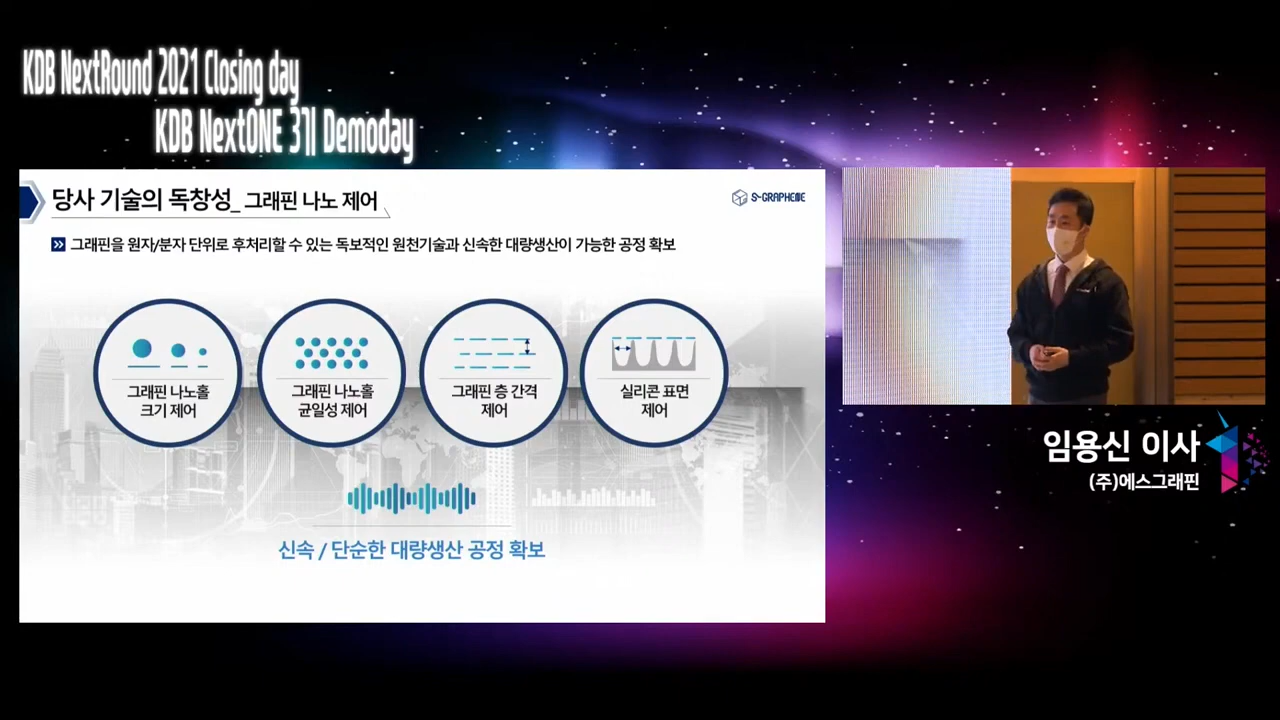 KDB NextRound 2021 Closing day
KDB NextONE 3기 Demoday
당사 기술의 독창성_ 그래핀 나노 제어
S-GRAPHENE
그래핀을 원자/분자 단위로 후처리할 수 있는 독보적인 원천기술과 신속한 대량생산이 가능한 공정 확보
그래핀 나노홀
크기 제어
그래핀 나노홀
균일성 제어
그래핀 층 간격
제어
실리콘 표면
제어
신속 / 단순한 대량생산 공정 확보
임용신 이사
(주)에스그래핀